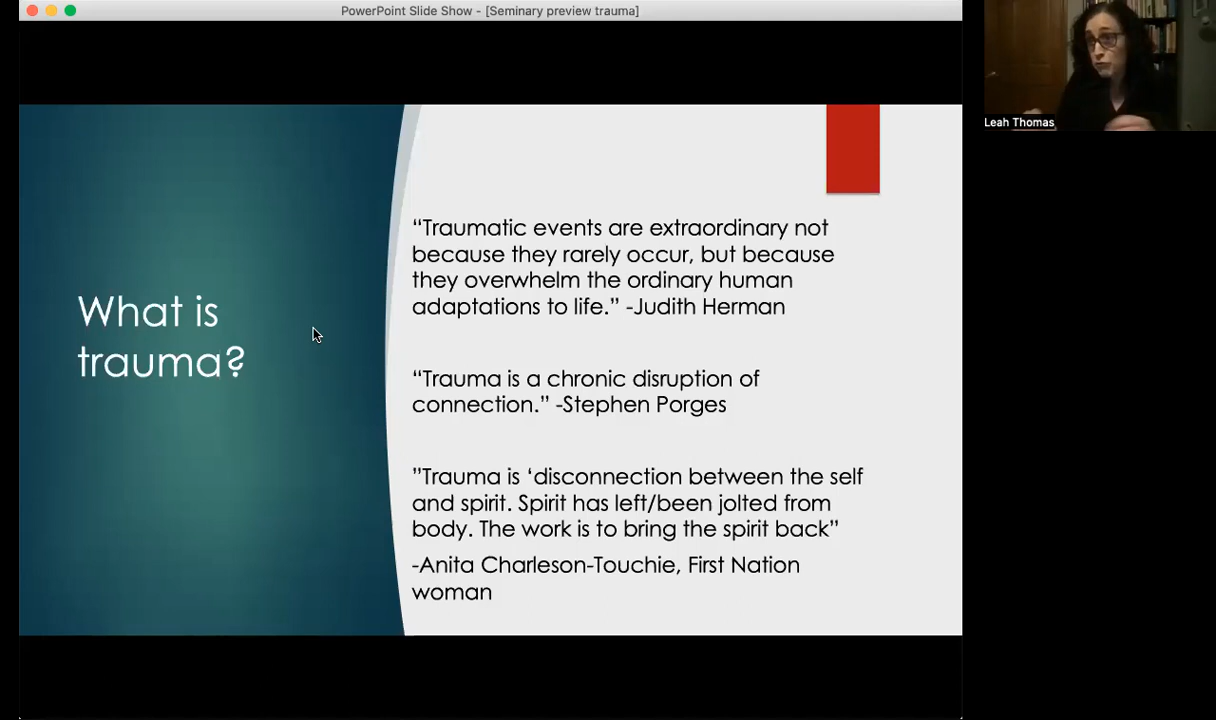 PowerPoint Slide Show - [Seminary preview trauma]
Leah Thomas
What is
trauma?
“Traumatic events are extraordinary not
because they rarely occur, but because
they overwhelm the ordinary human
adaptations to life.” -Judith Herman
“Trauma is a chronic disruption of
connection.” -Stephen Porges
”Trauma is ‘disconnection between the self
and spirit. Spirit has left/been jolted from
body. The work is to bring the spirit back”
-Anita Charleson-Touchie, First Nation
woman